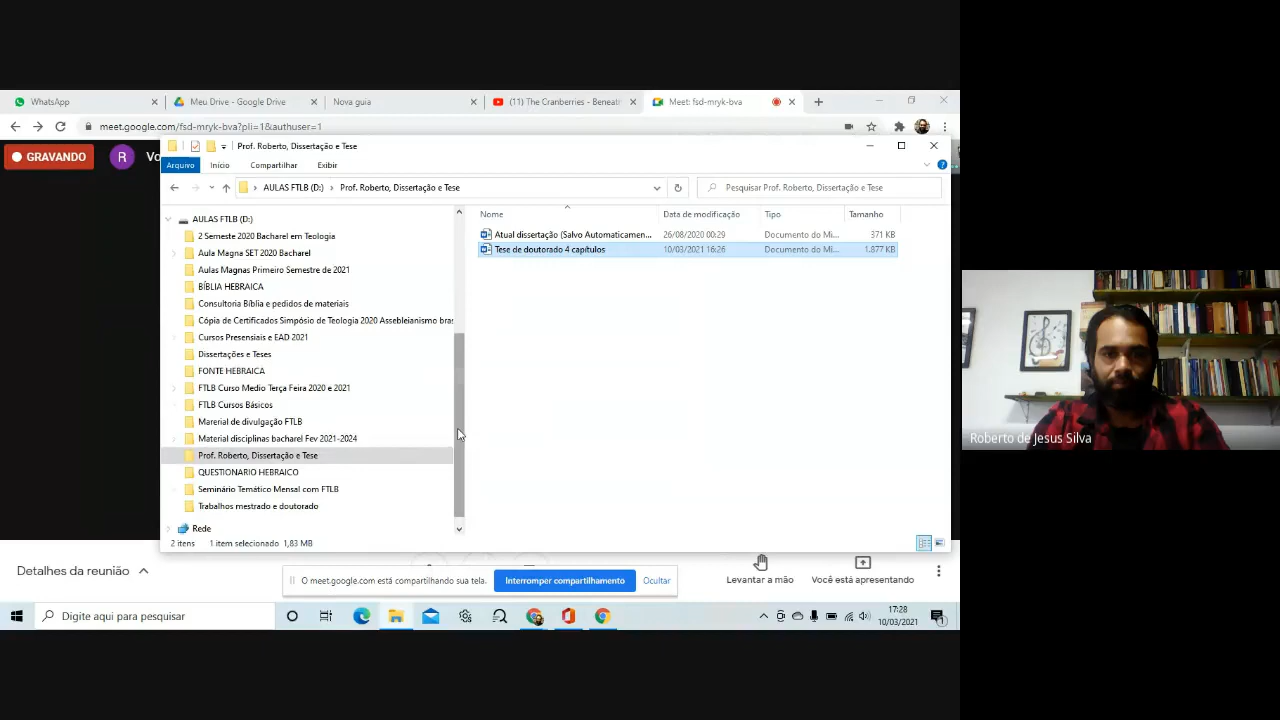 WhatsApp
Meu Drive - Google Drive
Nova guia
(11) The Cranberries - Beneat
Meet: fsd-mryk-bva
meet.google.com/fsd-mryk-bva?pli=1&authuser=1
GRAVANDO
R
Vo
Prof. Roberto, Dissertação e Tese
Arquivo
Início
Compartilhar
Exibir
AULAS FTLB (D:) > Prof. Roberto, Dissertação e Tese
Pesquisar Prof. Roberto, Dissertação e Tese
Nome
Data de modificação
Tipo
Tamanho
Atual dissertação (Salvo Automaticamen... 26/08/2020 00:29 Documento do Mi... 371 KB
Tese de doutorado 4 capítulos 10/03/2021 16:26 Documento do Mi... 1.877 KB
AULAS FTLB (D:)
2 Semeste 2020 Bacharel em Teologia
Aula Magna SET 2020 Bacharel
Aulas Magnas Primeiro Semestre de 2021
BÍBLIA HEBRAICA
Consultoria Bíblia e pedidos de materiais
Cópia de Certificados Simpósio de Teologia 2020 Assebleianismo bras
Cursos Presensiais e EAD 2021
Dissertações e Teses
FONTE HEBRAICA
FTLB Curso Medio Terça Feira 2020 e 2021
FTLB Cursos Básicos
Marerial de divulgação FTLB
Material disciplinas bacharel Fev 2021-2024
Prof. Roberto, Dissertação e Tese
QUESTIONARIO HEBRAICO
Seminário Temático Mensal com FTLB
Trabalhos mestrado e doutorado
Rede
2 itens 1 item selecionado 1,83 MB
Detalhes da reunião
O meet.google.com está compartilhando sua tela.
Interromper compartilhamento
Ocultar
Levantar a mão
Você está apresentando
Digite aqui para pesquisar
17:28
10/03/2021
Roberto de Jesus Silva